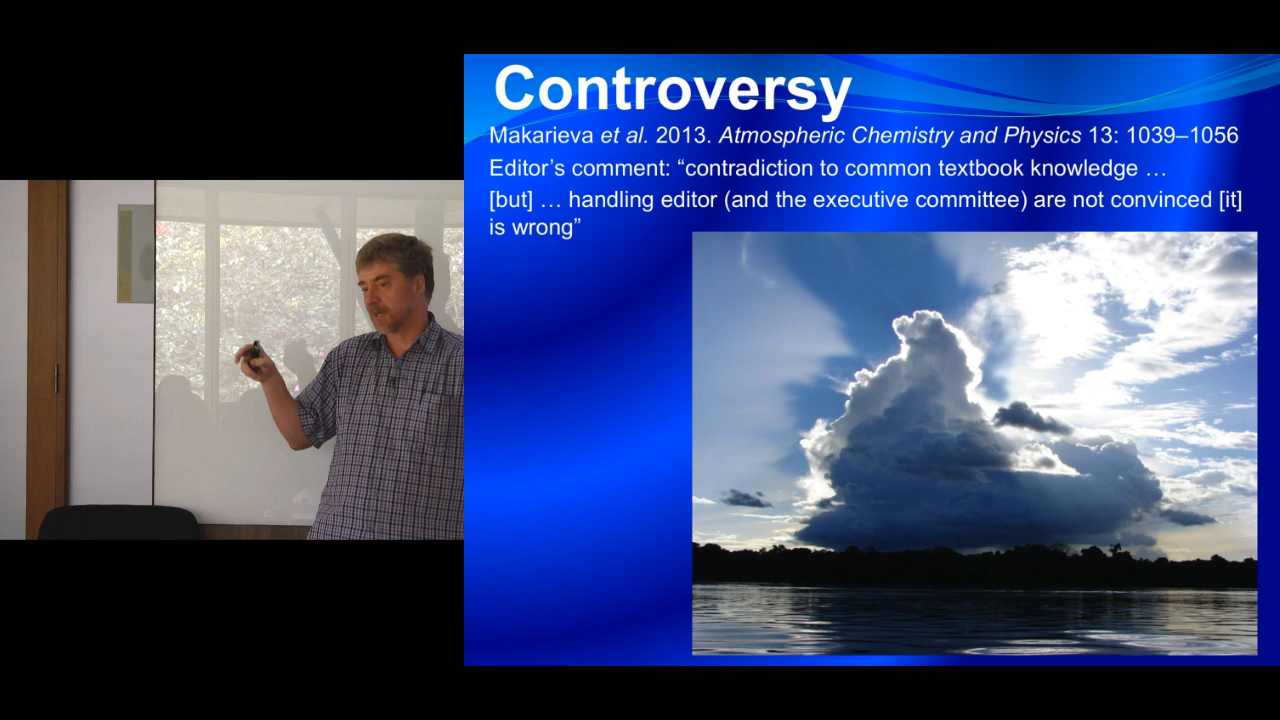 Controversy
Makarieva et al. 2013. Atmospheric Chemistry and Physics 13: 1039–1056
Editor’s comment: “contradiction to common textbook knowledge …
[but] … handling editor (and the executive committee) are not convinced [it]
is wrong”